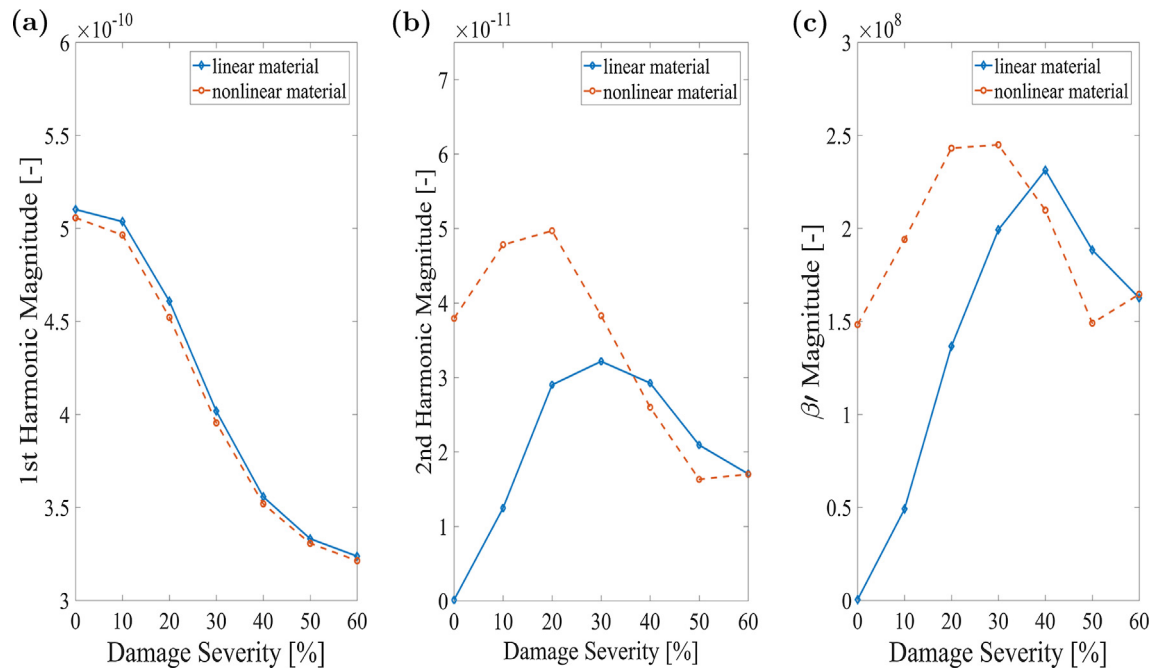 (a)
×10⁻¹⁰
6
5.5
5
4.5
4
3.5
3
0 10 20 30 40 50 60
1st Harmonic Magnitude [-]
Damage Severity [%]
linear material
nonlinear material
(b)
×10⁻¹¹
7
6
5
4
3
2
1
0
0 10 20 30 40 50 60
2nd Harmonic Magnitude [-]
Damage Severity [%]
linear material
nonlinear material
(c)
×10⁸
3
2.5
2
1.5
1
0.5
0
0 10 20 30 40 50 60
β′ Magnitude [-]
Damage Severity [%]
linear material
nonlinear material